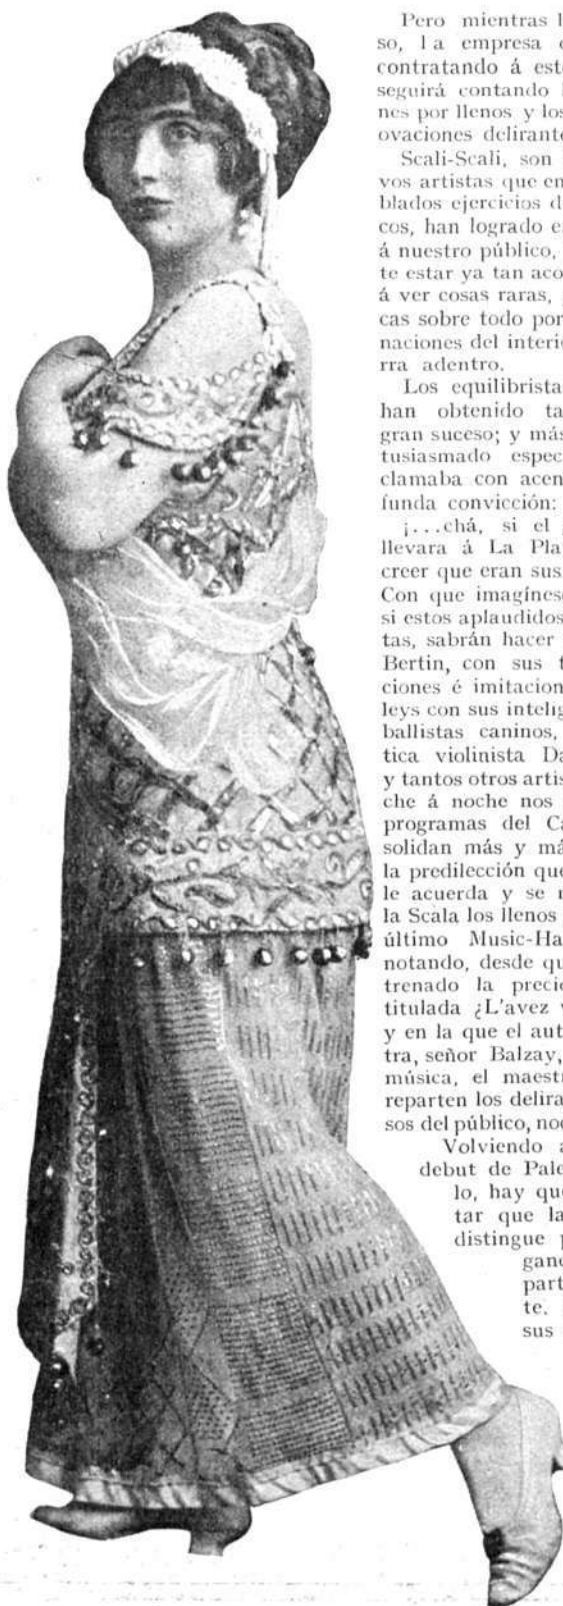 Pero mientras l
so, la empresa
contratando á est
seguirá contando
nes por llenos y los
ovaciones delirant
Scali-Scali, son
vos artistas que en
blados ejercicios d
cos, han logrado e
á nuestro público,
te estar ya tan aco
á ver cosas raras,
cas sobre todo por
naciones del interi
rra adentro.
Los equilibrista
han obtenido ta
gran suceso; y más
tusiasmado espec
clamaba con acen
funda convicción:
¡...chá, si el
llevara á La Pla
creer que eran sus
Con que imagínes
si estos aplaudidos
tas, sabrán hacer
Bertin, con sus t
ciones é imitacion
leys con sus intelig
ballistas caninos,
tica violinista Da
y tantos otros artis
che á noche nos
programas del Ca
solidan más y má
la predilección que
le acuerda y se
la Scala los llenos
último Music-Ha
notando, desde qu
trenado la preci
titulada ¿L'avez
y en la que el aut
tra, señor Balzay,
música, el maestr
reparten los delira
sos del público, no
Volviendo a
debut de Pale
lo, hay que
tar que la
distingue p
gan
part
te.
sus